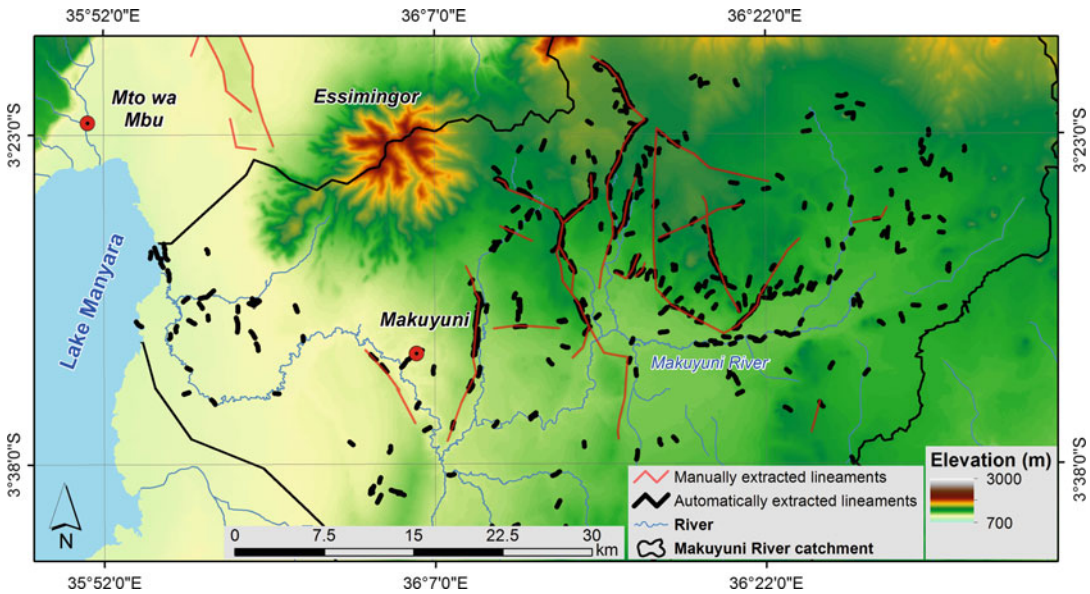 35°52'0"E
36°7'0"E
36°22'0"E
3°23'0"S
3°38'0"S
Mto wa
Mbu
Essimingor
3°23'0"S
3°38'0"S
Lake Manyara
Makuyuni
Makuyuni River
N
0 7.5 15 22.5 30
km
Manually extracted lineaments
Automatically extracted lineaments
River
Makuyuni River catchment
Elevation (m)
3000
700
35°52'0"E
36°7'0"E
36°22'0"E